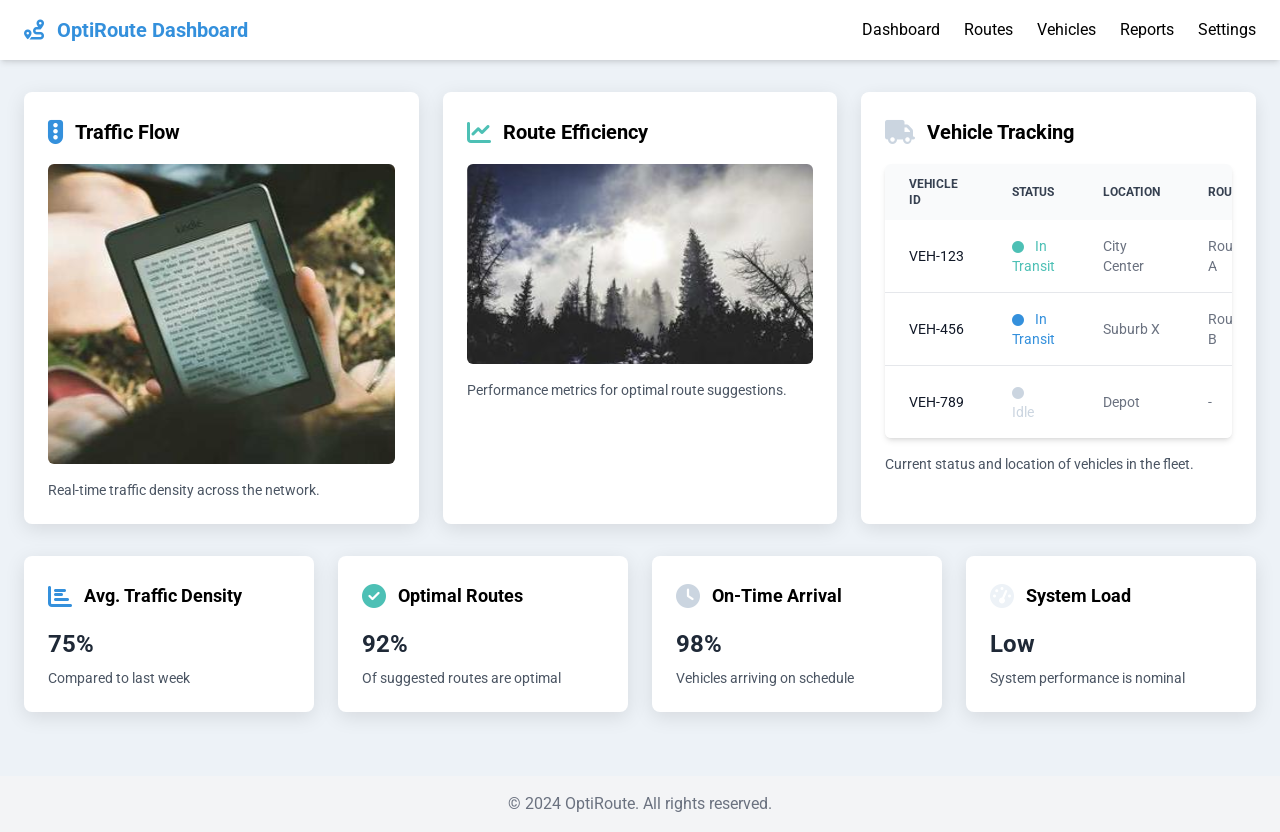 OptiRoute Dashboard
Dashboard Routes Vehicles Reports Settings
Traffic Flow
kindle
Real-time traffic density across the network.
Route Efficiency
Performance metrics for optimal route suggestions.
Vehicle Tracking
VEHICLE ID STATUS LOCATION ROU
VEH-123 In Transit City Center Rou A
VEH-456 In Transit Suburb X Rou B
VEH-789 Idle Depot -
Current status and location of vehicles in the fleet.
Avg. Traffic Density
75%
Compared to last week
Optimal Routes
92%
Of suggested routes are optimal
On-Time Arrival
98%
Vehicles arriving on schedule
System Load
Low
System performance is nominal
© 2024 OptiRoute. All rights reserved.